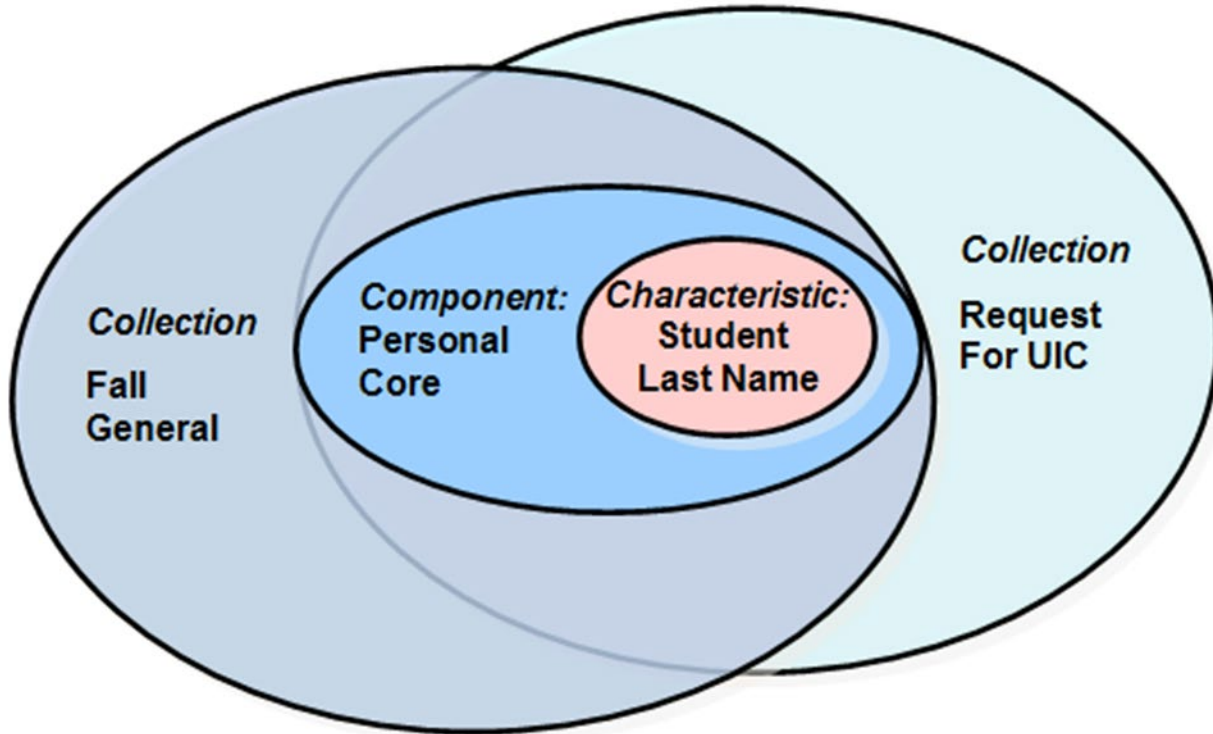 Collection
Fall
General
Component:
Personal
Core
Characteristic:
Student
Last Name
Collection
Request
For UIC